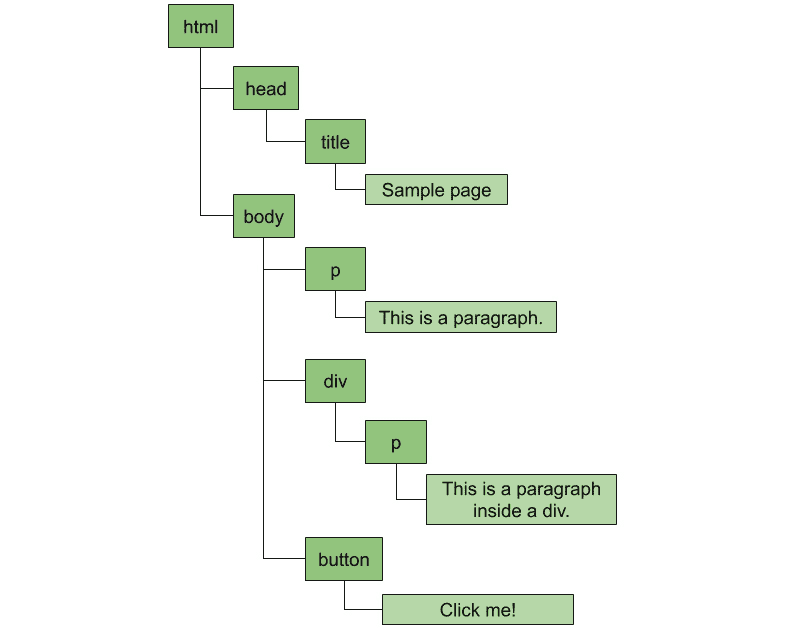 html
head
title
Sample page
body
p
This is a paragraph.
div
p
This is a paragraph
inside a div.
button
Click me!